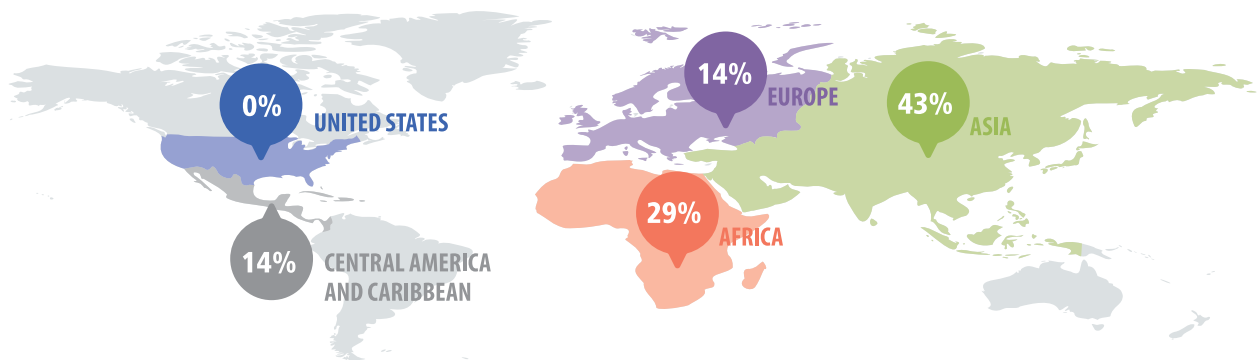 0%
UNITED STATES
14%
CENTRAL AMERICA
AND CARIBBEAN
14%
EUROPE
29%
AFRICA
43%
ASIA